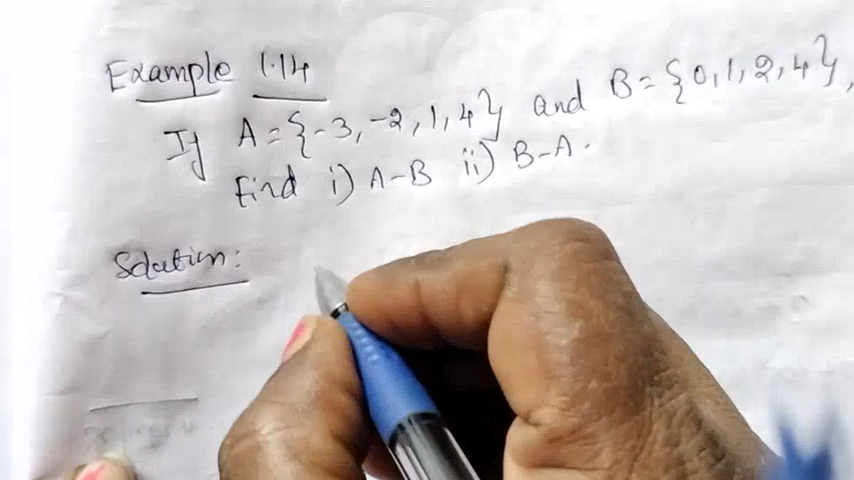 Example 1.14
If A = {-3, -2, 1, 4} and B = {0, 1, 2, 4},
Find i) A-B ii) B-A.
Solution: